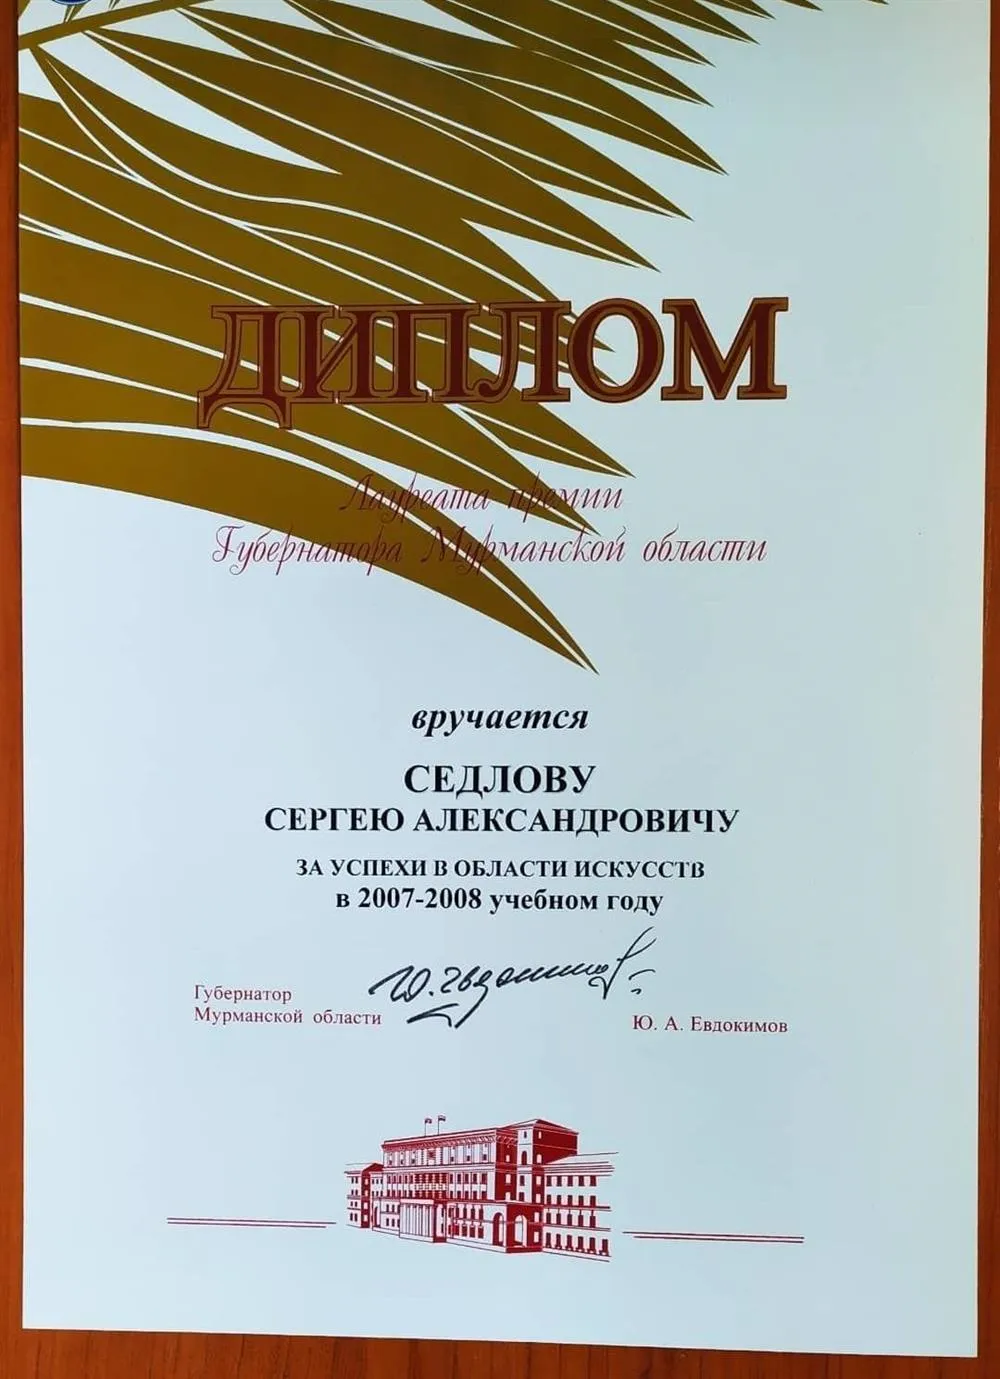 ДИПЛОМ
Лауреата премии
Губернатора Мурманской области
вручается
СЕДЛОВУ
СЕРГЕЮ АЛЕКСАНДРОВИЧУ
ЗА УСПЕХИ В ОБЛАСТИ ИСКУССТВ
в 2007-2008 учебном году
Ю. Евдокимов
Губернатор
Мурманской области
Ю. А. Евдокимов